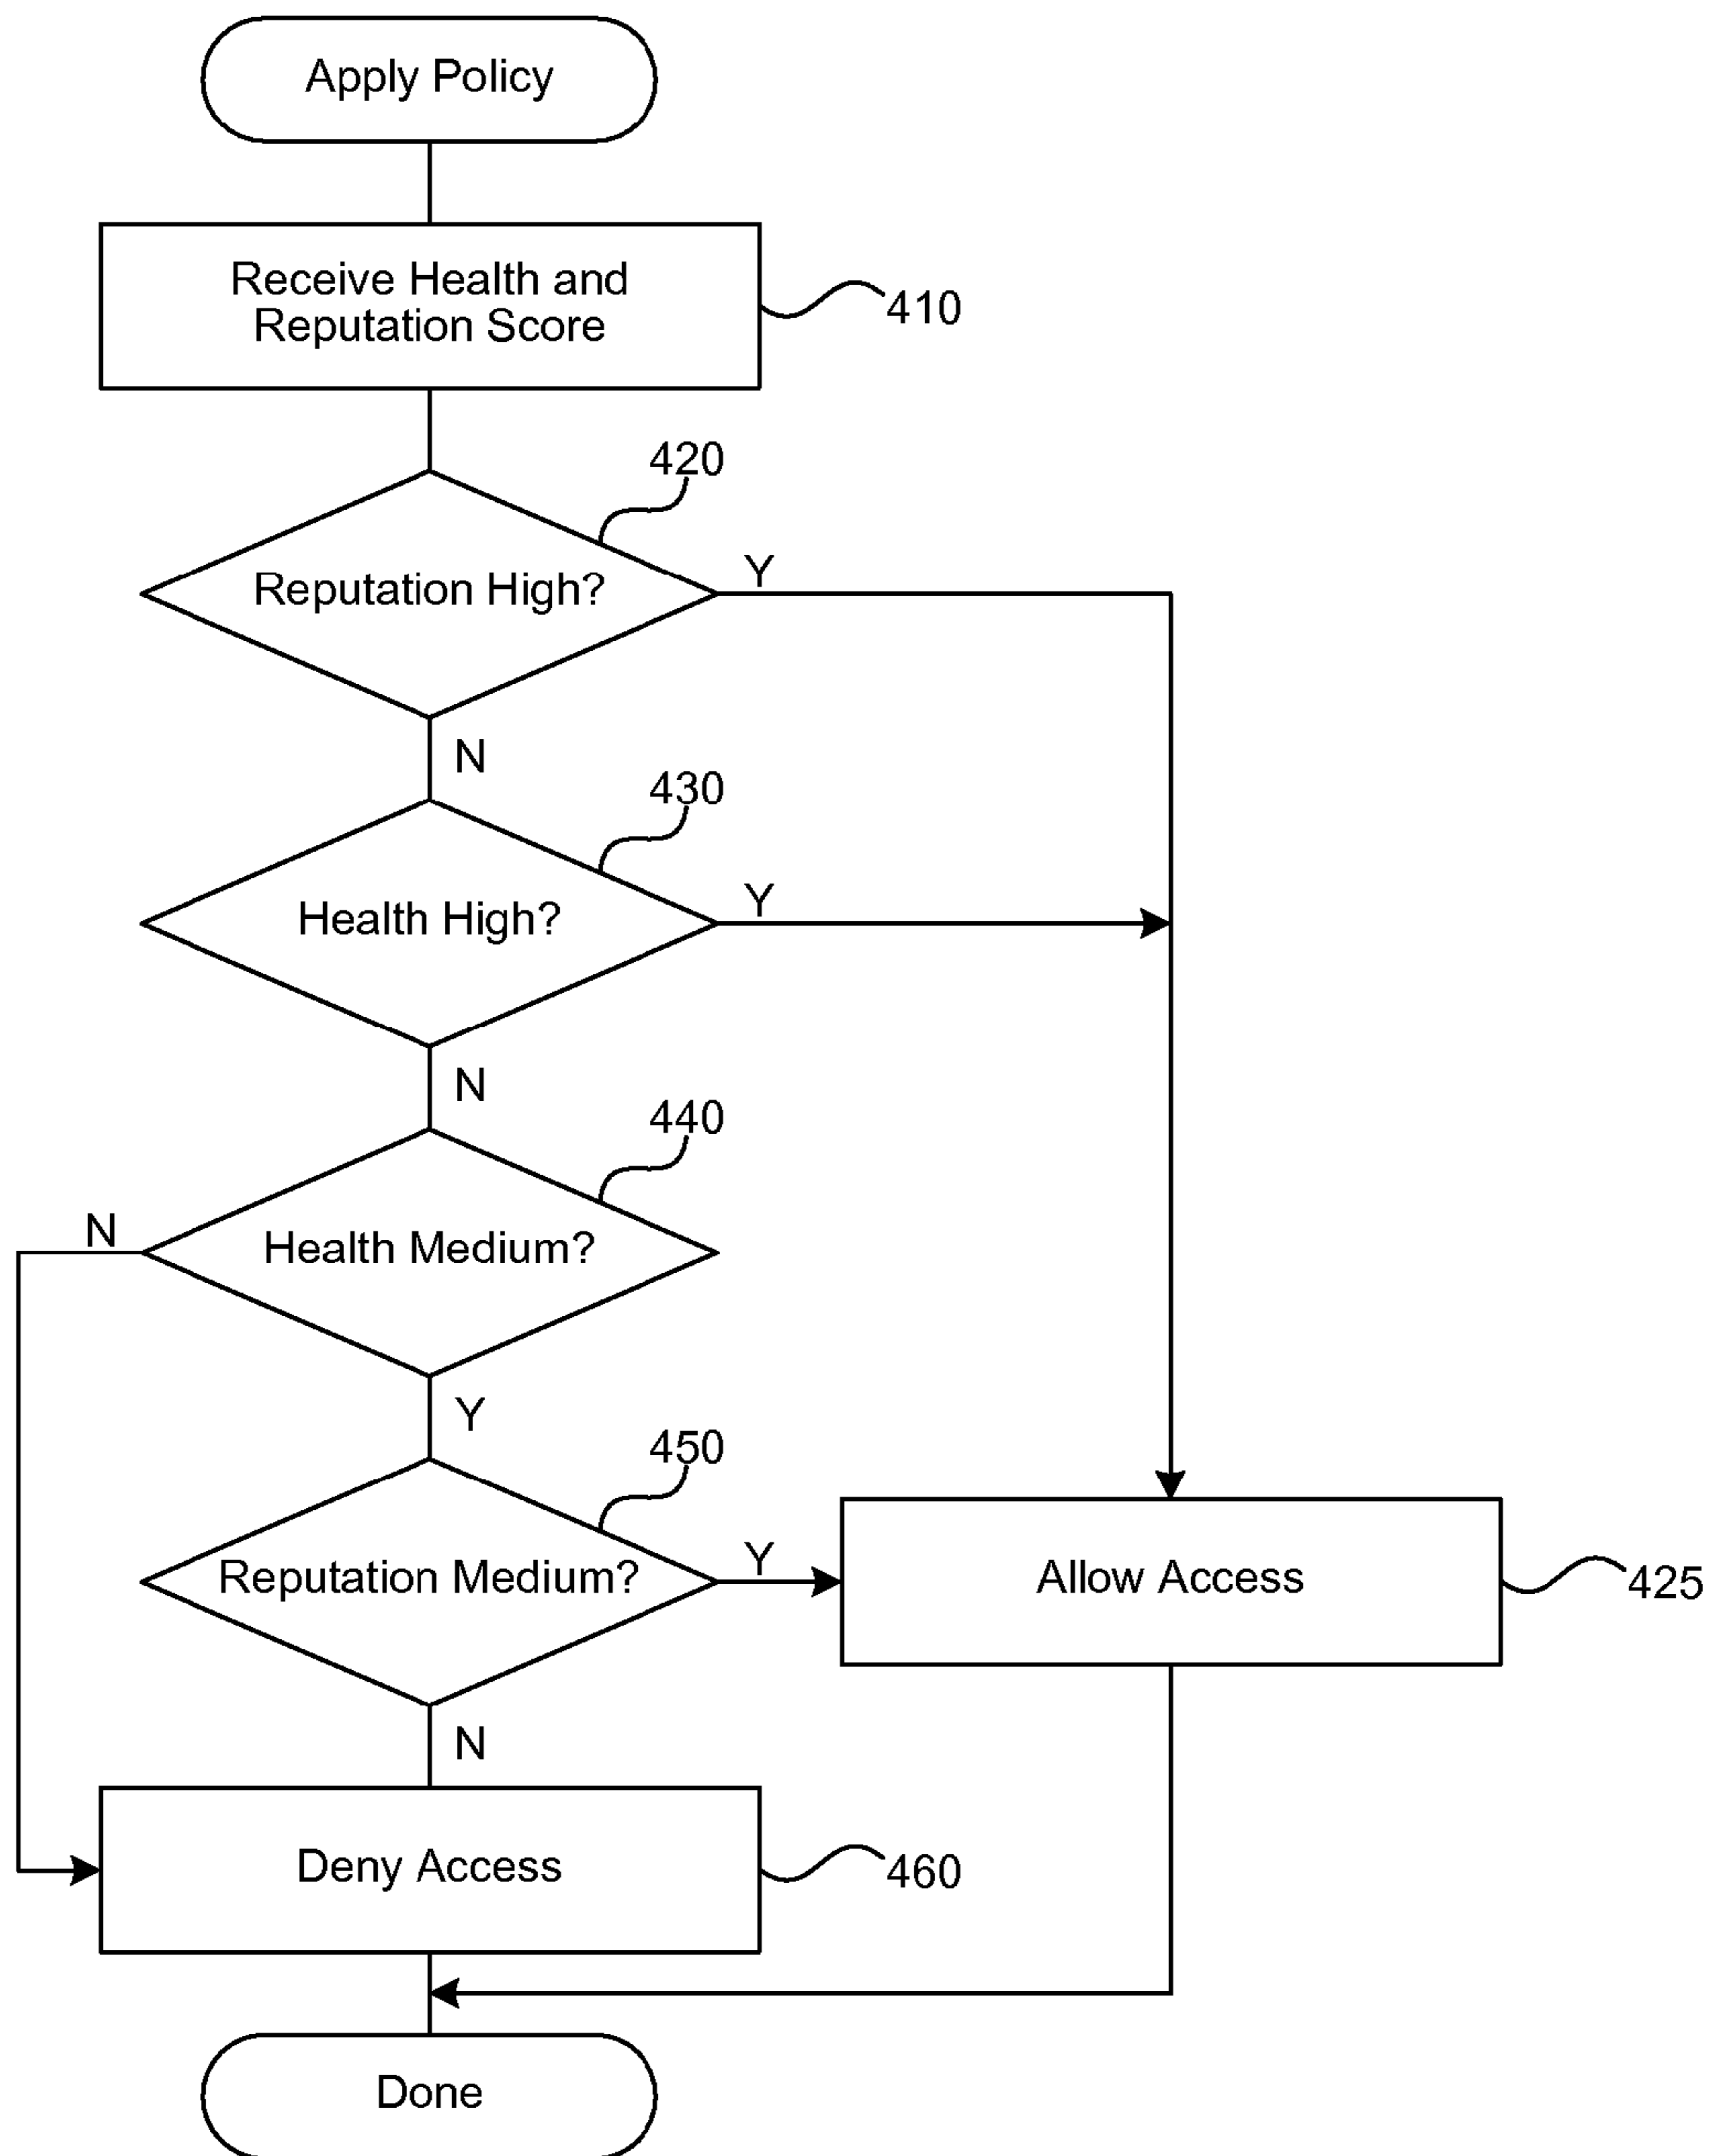 Apply Policy
Receive Health and
Reputation Score
410
420
Reputation High?
Y
N
430
Health High?
Y
N
440
N
Health Medium?
Y
450
Reputation Medium?
Y
Allow Access
425
N
Deny Access
460
Done